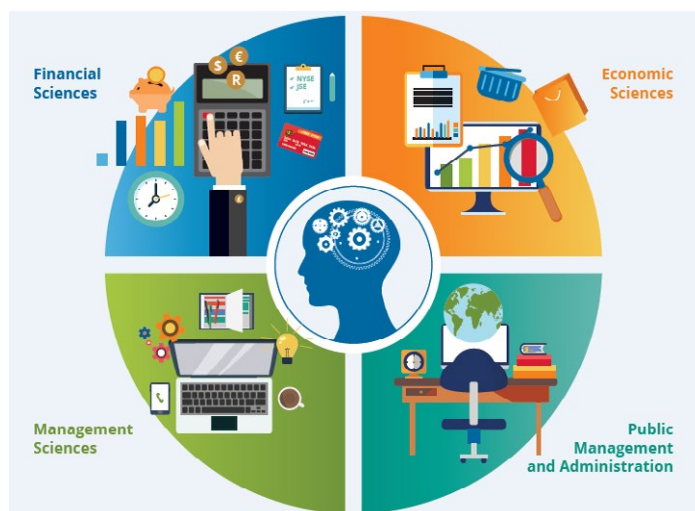 Financial
Sciences
$
€
R
NYSE
JSE
€
Economic
Sciences
Management
Sciences
Public
Management
and Administration